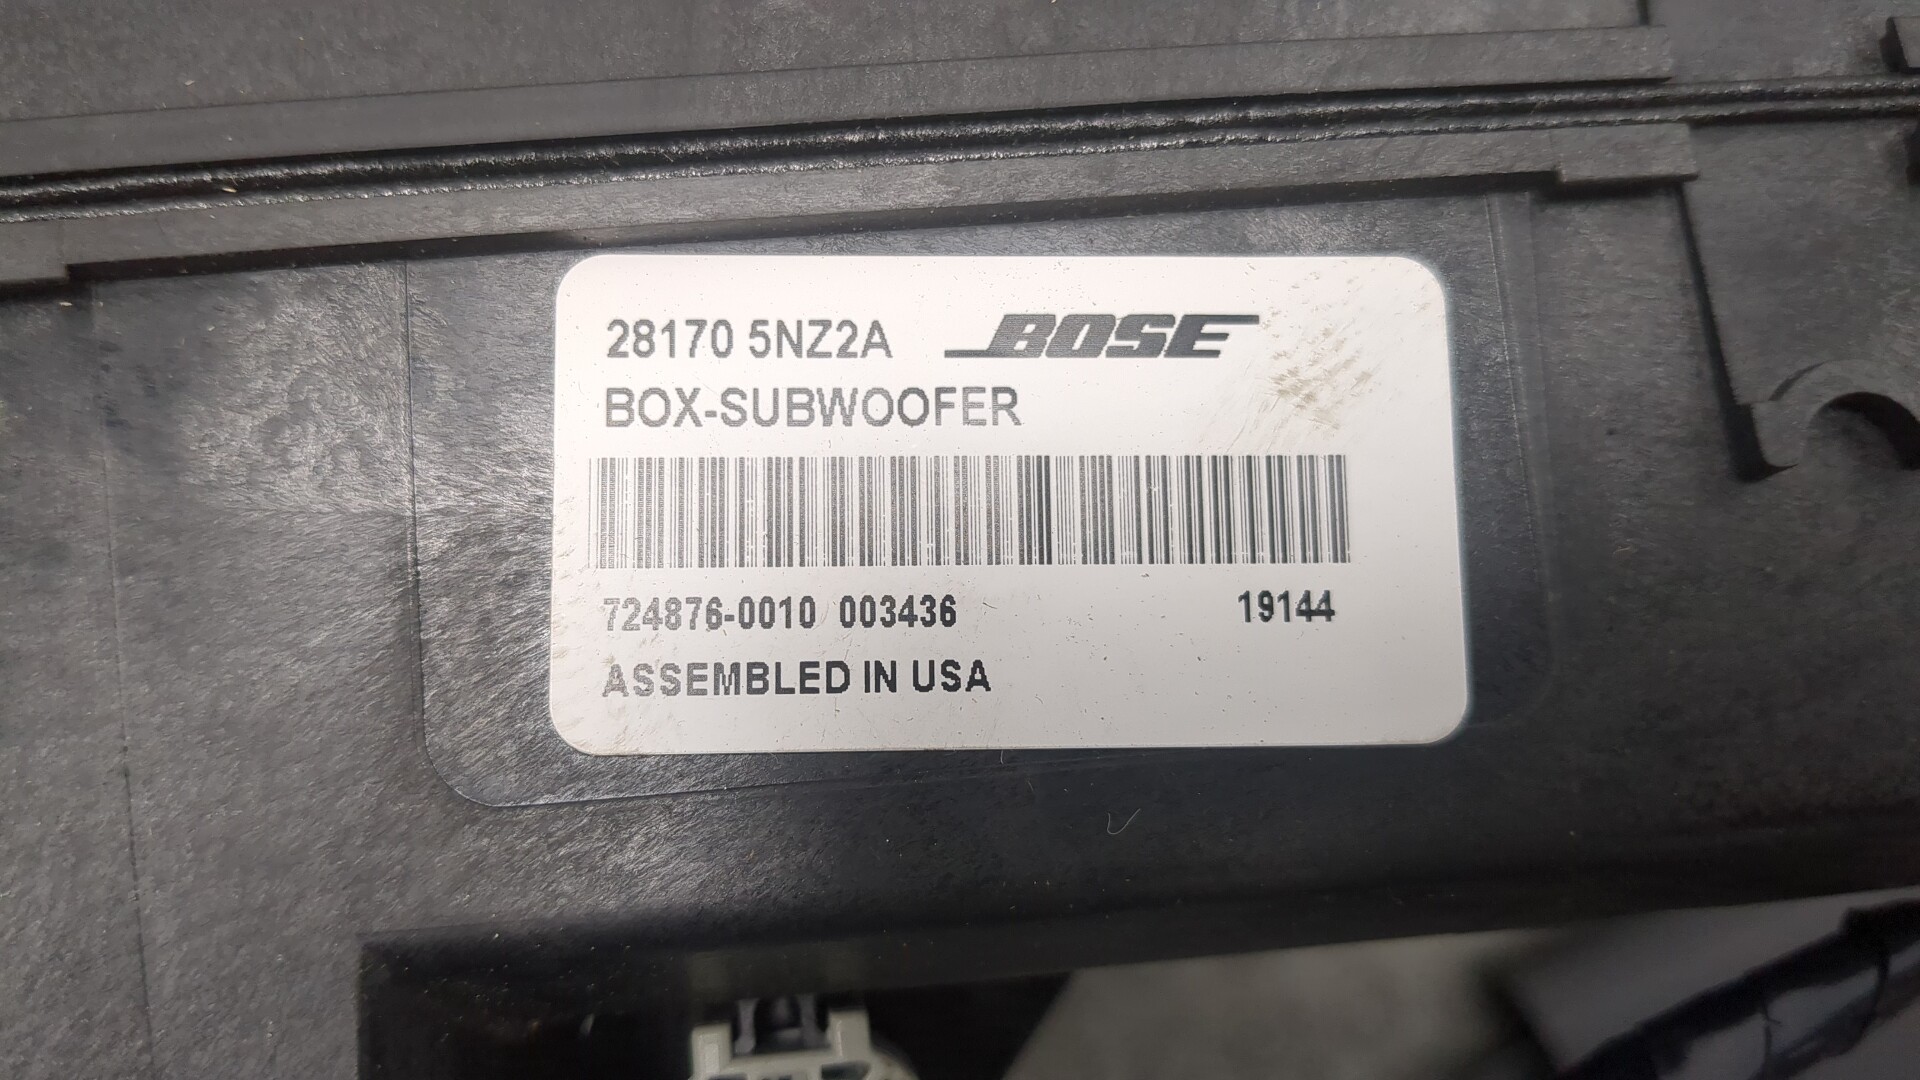 28170 5NZ2A BOSE
BOX-SUBWOOFER
724876-0010 003436 19144
ASSEMBLED IN USA